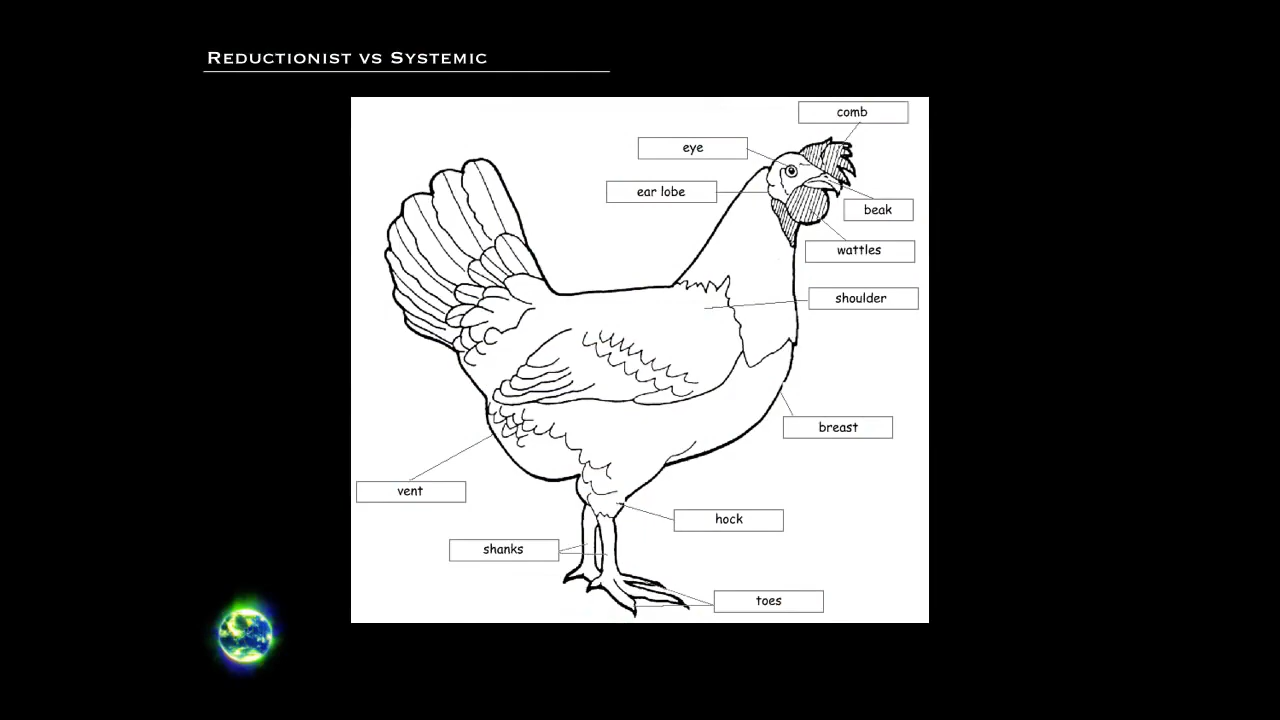 REDUCTIONIST VS SYSTEMIC
comb
eye
ear lobe
beak
wattles
shoulder
breast
vent
hock
shanks
toes